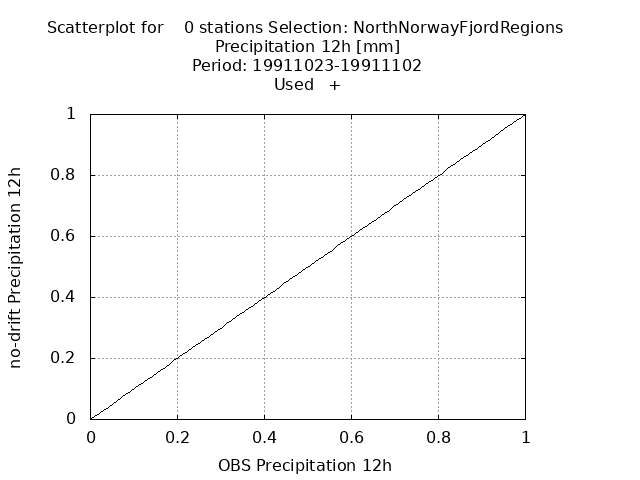 Scatterplot for    0 stations Selection: NorthNorwayFjordRegions
Precipitation 12h [mm]
Period: 19911023-19911102
Used   +
no-drift Precipitation 12h
1
0.8
0.6
0.4
0.2
0
0 0.2 0.4 0.6 0.8 1
OBS Precipitation 12h